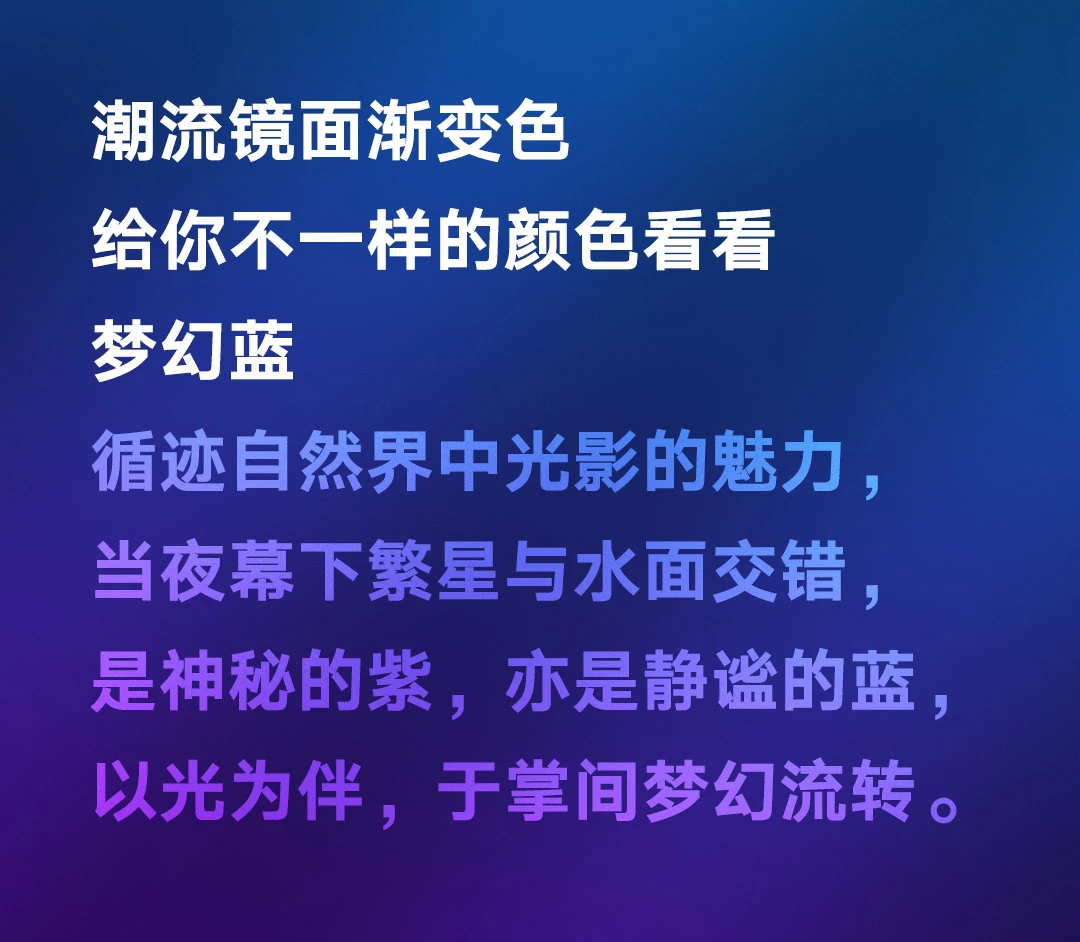 潮流镜面渐变色
给你不一样的颜色看看
梦幻蓝
循迹自然界中光影的魅力，
当夜幕下繁星与水面交错，
是神秘的紫，亦是静谧的蓝，
以光为伴，于掌间梦幻流转。